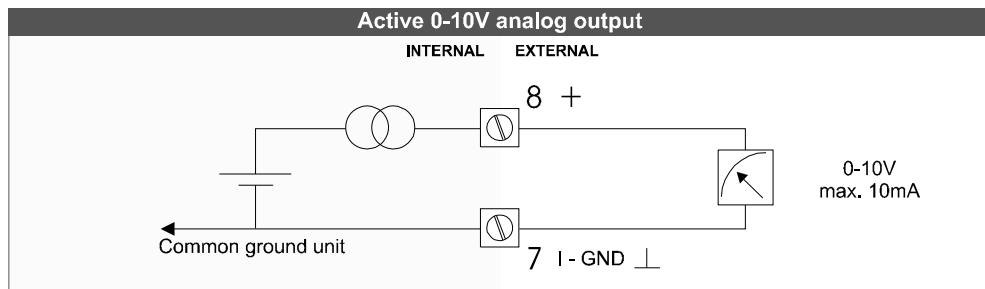 Active 0-10V analog output
INTERNAL EXTERNAL
8 +
0-10V
max. 10mA
Common ground unit
7 I - GND ⊥